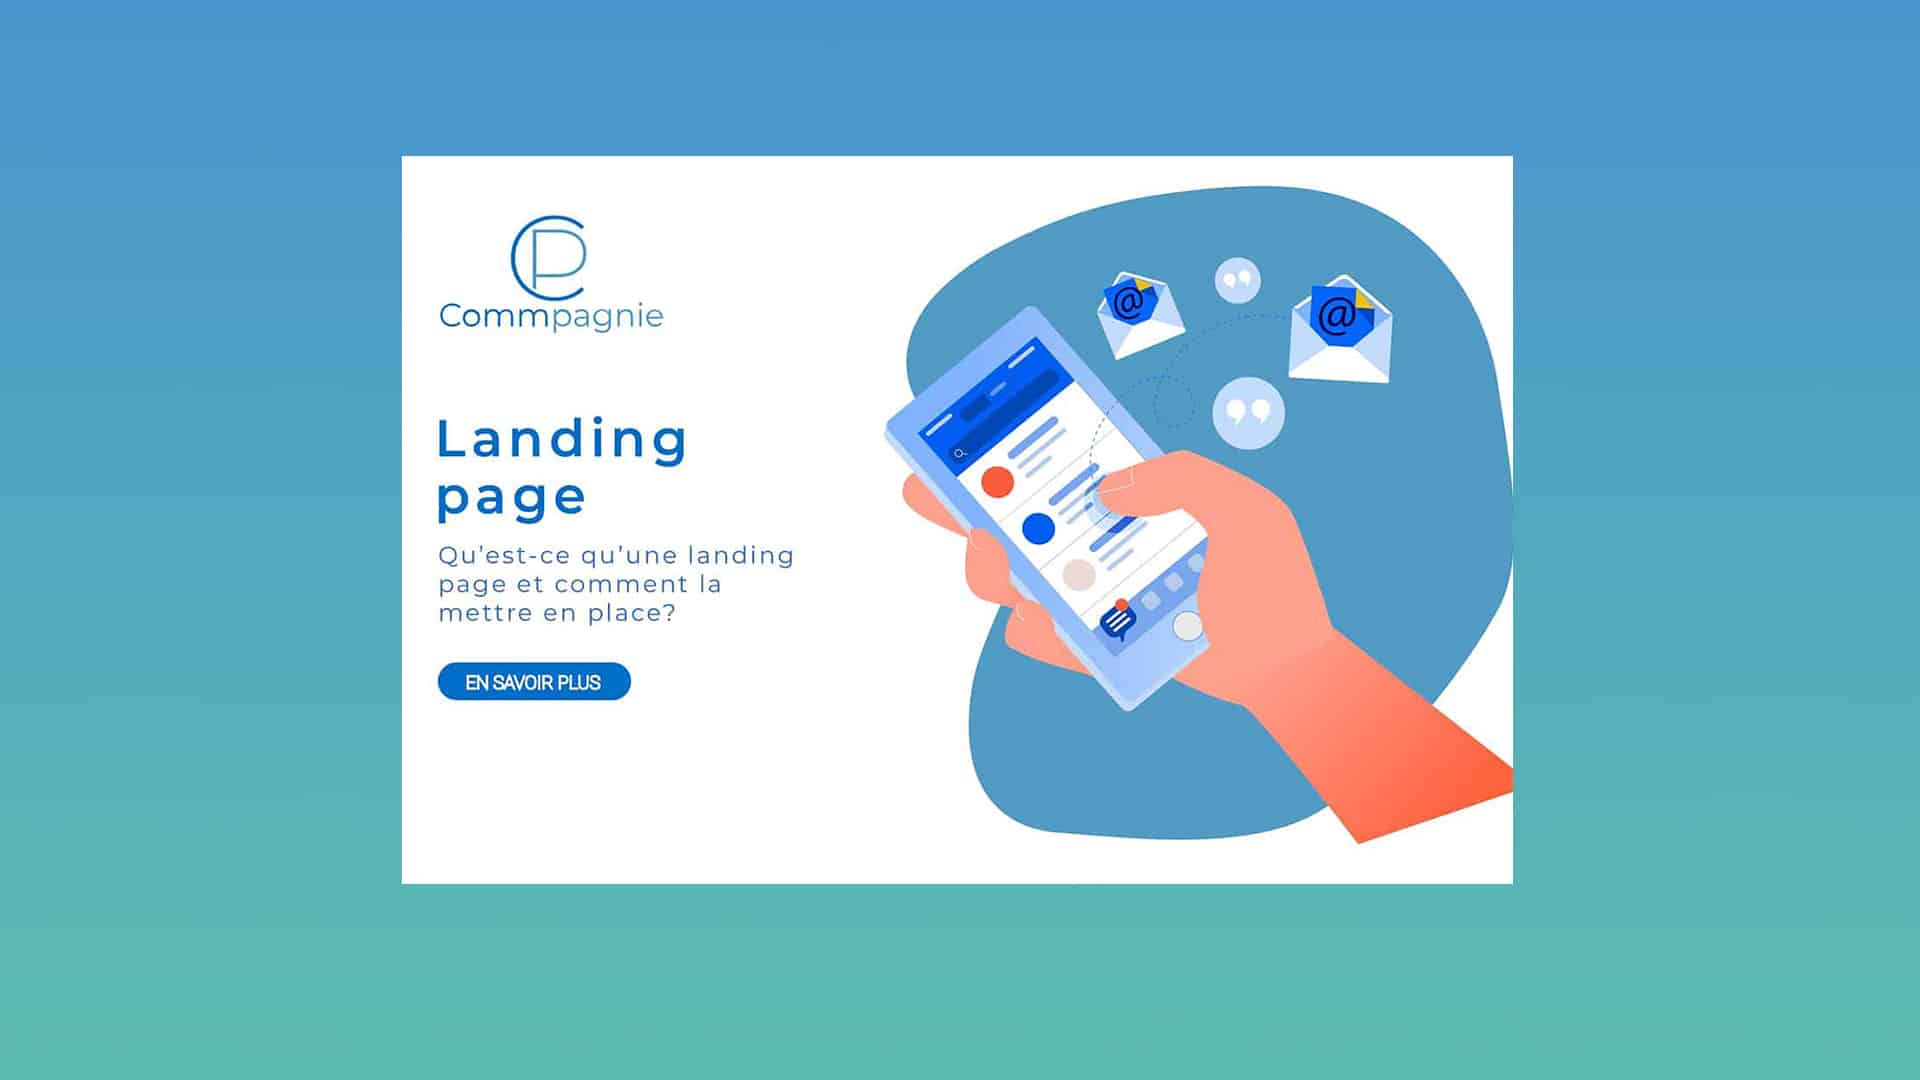 CP
Commpagnie
Landing
page
Qu’est-ce qu’une landing
page et comment la
mettre en place?
EN SAVOIR PLUS
@
@